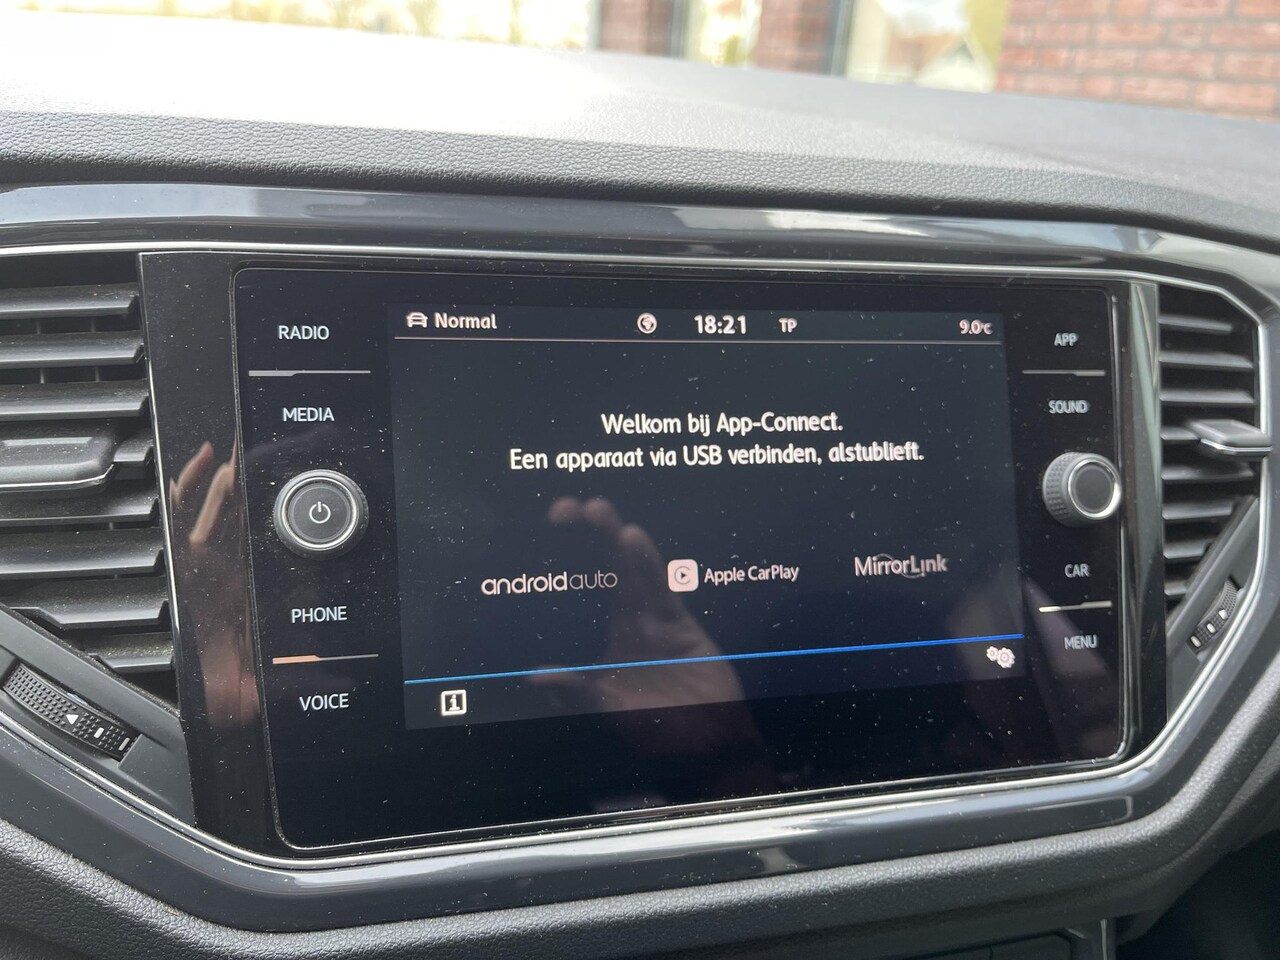 RADIO
MEDIA
PHONE
VOICE
Normal
18:21
TP
9.0°C
Welkom bij App-Connect.
Een apparaat via USB verbinden, alstublieft.
androidauto
Apple CarPlay
MirrorLink
i
APP
SOUND
CAR
MENU